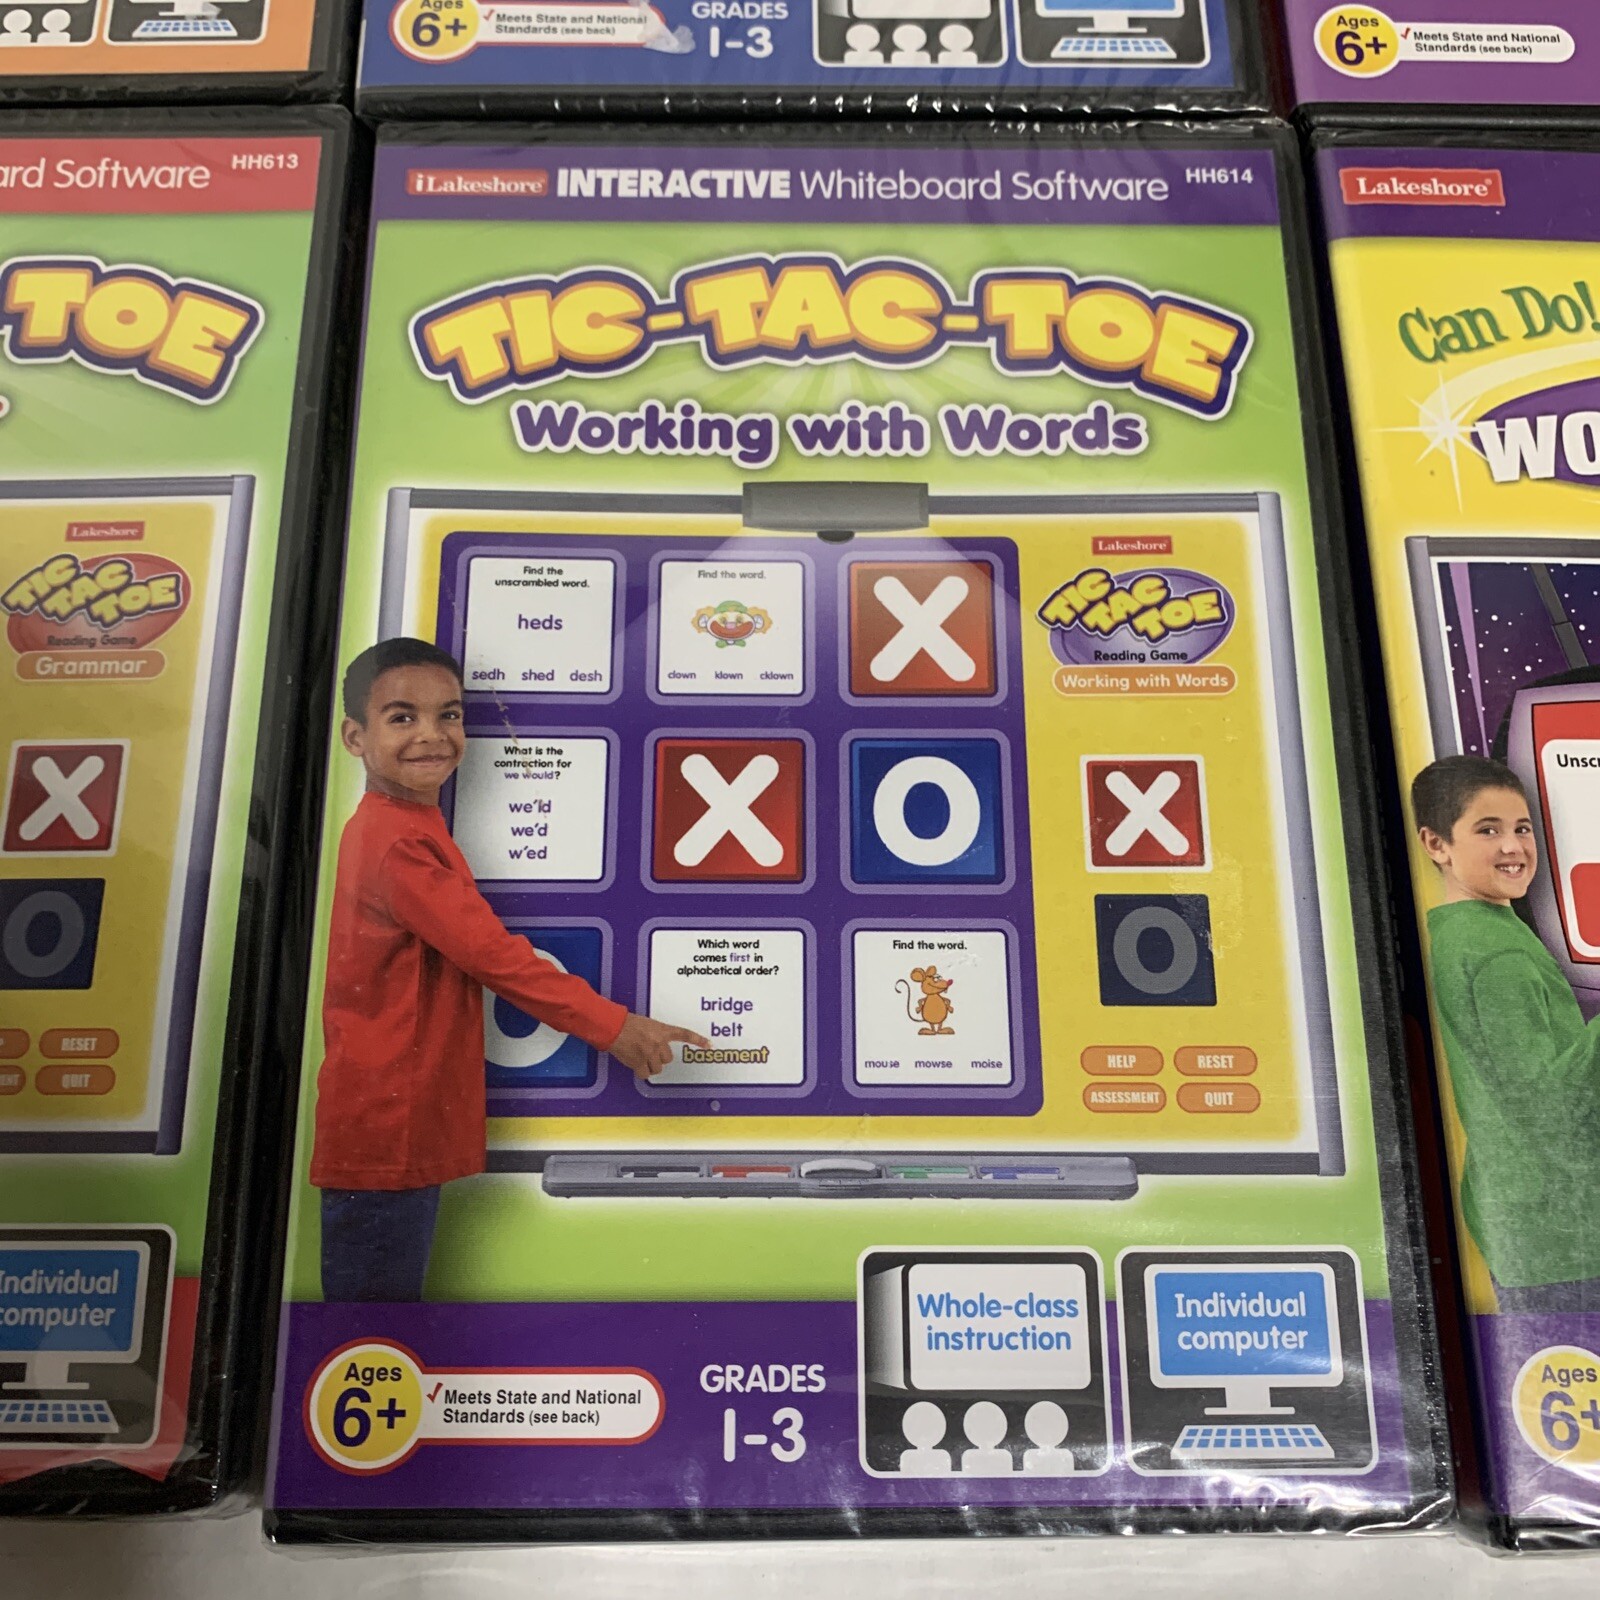 Ages
6+
Meets State and National
Standards (see back)
GRADES
1-3
Ages
6+
Meets State and National
Standards (see back)
ard Software HH613
TOE
Lakeshore
TIC TAC TOE
Reading Game
Grammar
X
O
RESET
QUIT
Individual
computer
iLakeshore INTERACTIVE Whiteboard Software HH614
TIC-TAC-TOE
Working with Words
Find the
unscrambled word.
heds
sedh shed desh
Find the word.
clown klown cklown
X
Lakeshore
TIC TAC TOE
Reading Game
Working with Words
What is the
contraction for
we would?
we'ld
we'd
w'ed
X
O
X
O
O
Which word
comes first in
alphabetical order?
bridge
belt
basement
Find the word.
mouse mowse moise
HELP RESET
ASSESSMENT QUIT
Whole-class
instruction
Individual
computer
Ages
6+
Meets State and National
Standards (see back)
GRADES
1-3
Lakeshore
Can Do!
WO
Unscr
Ages
6+